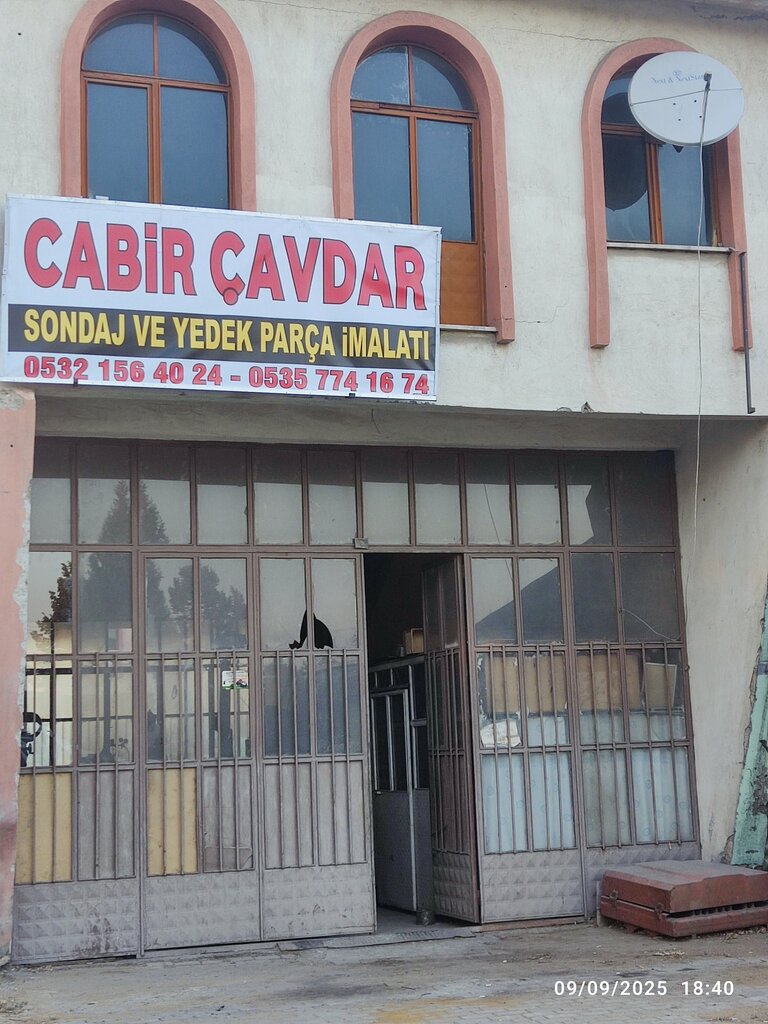 CABİR ÇAVDAR
SONDAJ VE YEDEK PARÇA İMALATI
0532 156 40 24 - 0535 774 16 74
09/09/2025 18:40